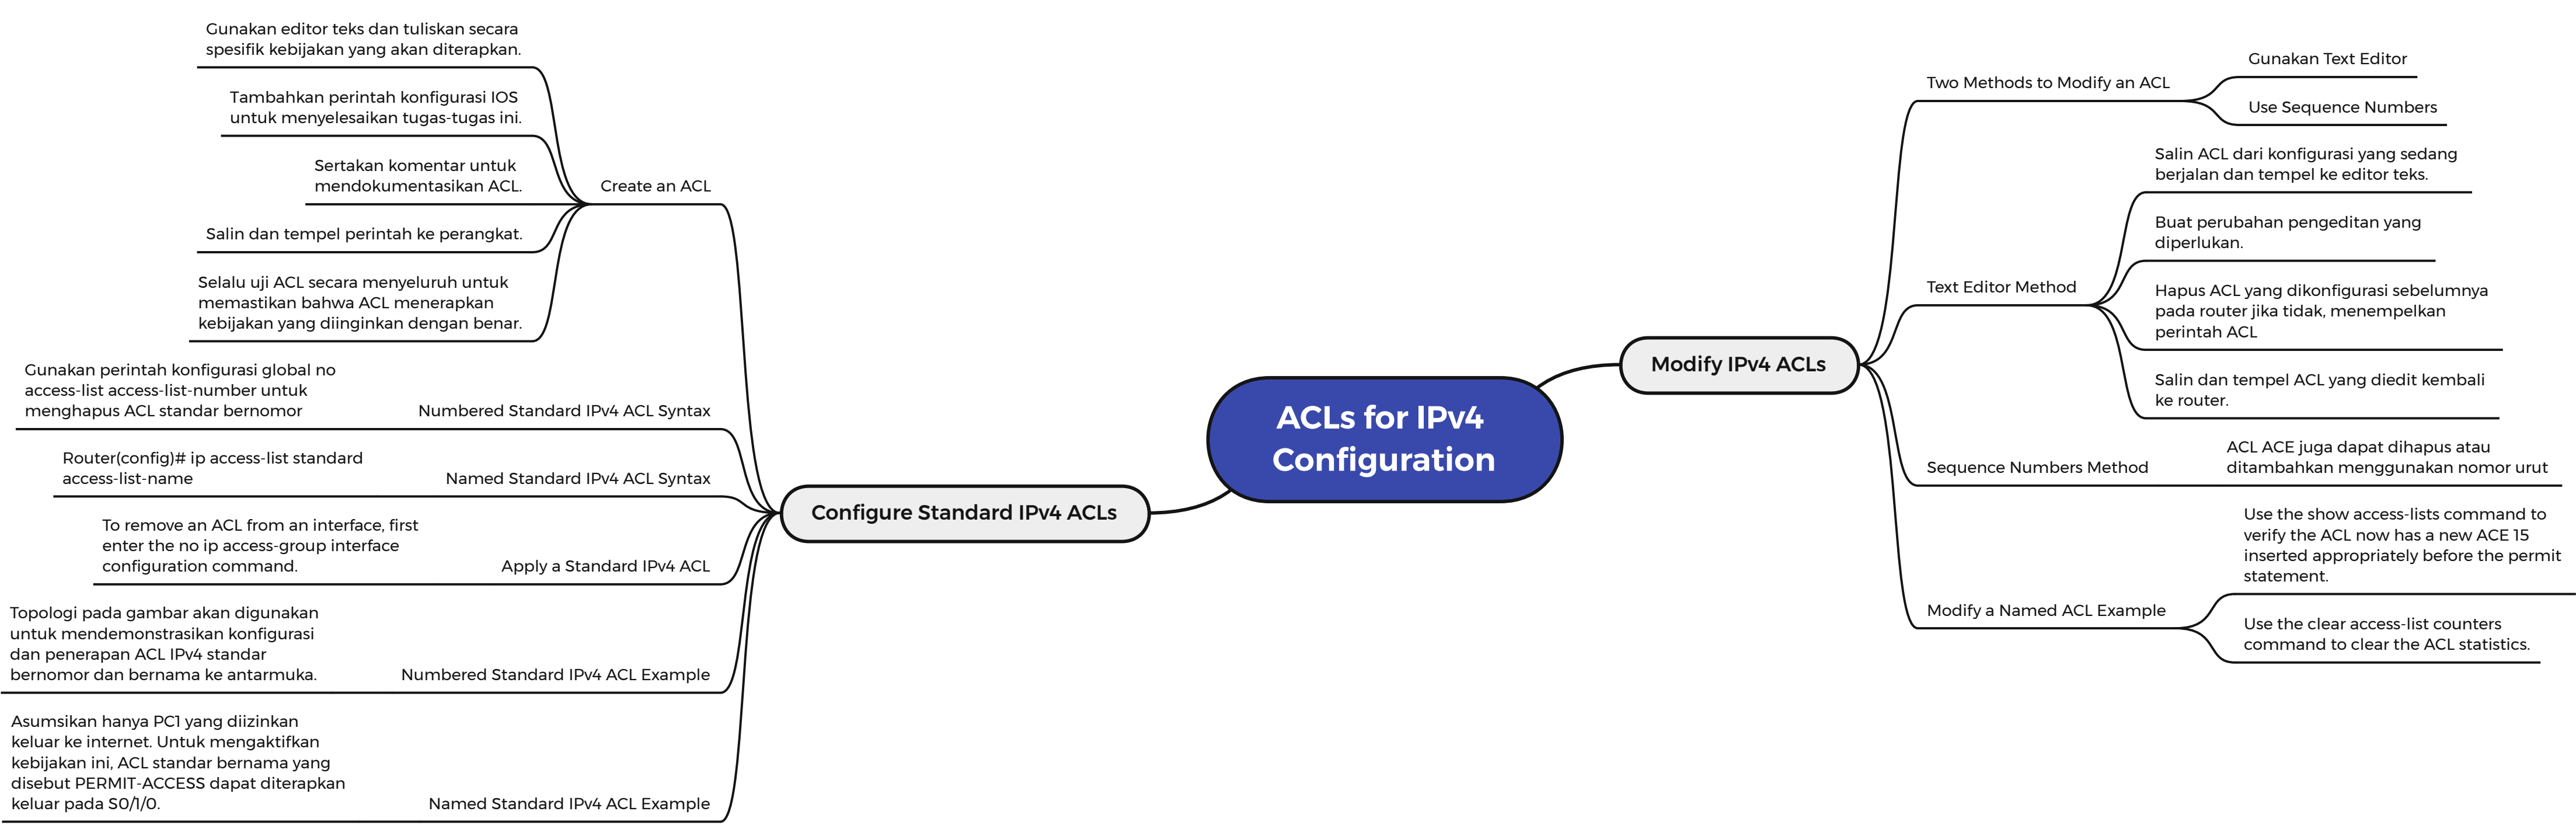 ACLs for IPv4
Configuration
Configure Standard IPv4 ACLs
Create an ACL
Gunakan editor teks dan tuliskan secara
spesifik kebijakan yang akan diterapkan.
Tambahkan perintah konfigurasi IOS
untuk menyelesaikan tugas-tugas ini.
Sertakan komentar untuk
mendokumentasikan ACL.
Salin dan tempel perintah ke perangkat.
Selalu uji ACL secara menyeluruh untuk
memastikan bahwa ACL menerapkan
kebijakan yang diinginkan dengan benar.
Numbered Standard IPv4 ACL Syntax
Gunakan perintah konfigurasi global no
access-list access-list-number untuk
menghapus ACL standar bernomor
Named Standard IPv4 ACL Syntax
Router(config)# ip access-list standard
access-list-name
Apply a Standard IPv4 ACL
To remove an ACL from an interface, first
enter the no ip access-group interface
configuration command.
Numbered Standard IPv4 ACL Example
Topologi pada gambar akan digunakan
untuk mendemonstrasikan konfigurasi
dan penerapan ACL IPv4 standar
bernomor dan bernama ke antarmuka.
Named Standard IPv4 ACL Example
Asumsikan hanya PC1 yang diizinkan
keluar ke internet. Untuk mengaktifkan
kebijakan ini, ACL standar bernama yang
disebut PERMIT-ACCESS dapat diterapkan
keluar pada S0/1/0.
Modify IPv4 ACLs
Two Methods to Modify an ACL
Gunakan Text Editor
Use Sequence Numbers
Text Editor Method
Salin ACL dari konfigurasi yang sedang
berjalan dan tempel ke editor teks.
Buat perubahan pengeditan yang
diperlukan.
Hapus ACL yang dikonfigurasi sebelumnya
pada router jika tidak, menempelkan
perintah ACL
Salin dan tempel ACL yang diedit kembali
ke router.
Sequence Numbers Method
ACL ACE juga dapat dihapus atau
ditambahkan menggunakan nomor urut
Modify a Named ACL Example
Use the show access-lists command to
verify the ACL now has a new ACE 15
inserted appropriately before the permit
statement.
Use the clear access-list counters
command to clear the ACL statistics.